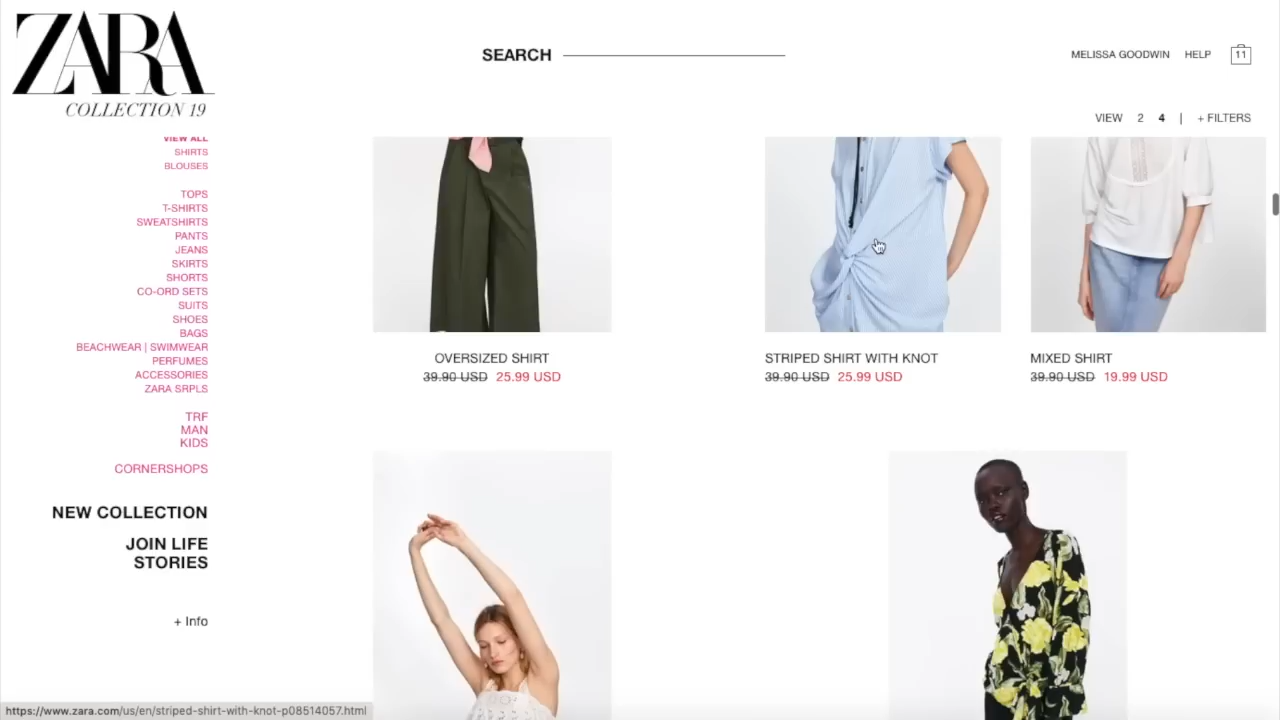 ZARA
COLLECTION 19
SEARCH
MELISSA GOODWIN HELP 11
VIEW 2 4 | + FILTERS
VIEW ALL
SHIRTS
BLOUSES
TOPS
T-SHIRTS
SWEATSHIRTS
PANTS
JEANS
SKIRTS
SHORTS
CO-ORD SETS
SUITS
SHOES
BAGS
BEACHWEAR | SWIMWEAR
PERFUMES
ACCESSORIES
ZARA SRPLS
TRF
MAN
KIDS
CORNERSHOPS
NEW COLLECTION
JOIN LIFE
STORIES
+ Info
OVERSIZED SHIRT
39.90 USD 25.99 USD
STRIPED SHIRT WITH KNOT
39.90 USD 25.99 USD
MIXED SHIRT
39.90 USD 19.99 USD
https://www.zara.com/us/en/striped-shirt-with-knot-p08514057.html